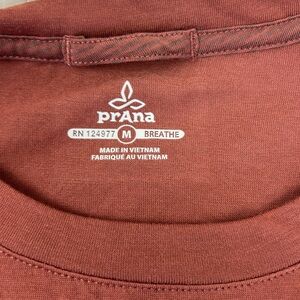 prAna
RN 124977 M BREATHE
MADE IN VIETNAM
FABRIQUÉ AU VIETNAM